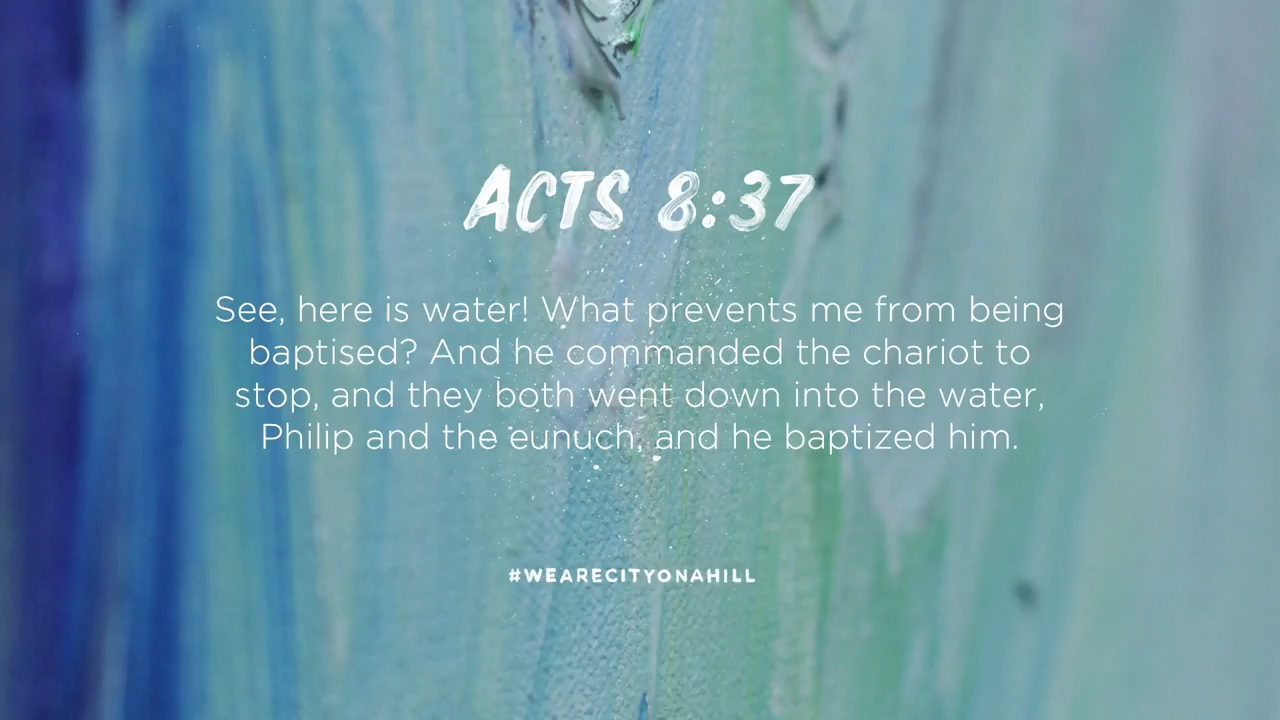 ACTS 8:37
See, here is water! What prevents me from being
baptised? And he commanded the chariot to
stop, and they both went down into the water,
Philip and the eunuch, and he baptized him.
#WEARECITYONAHILL